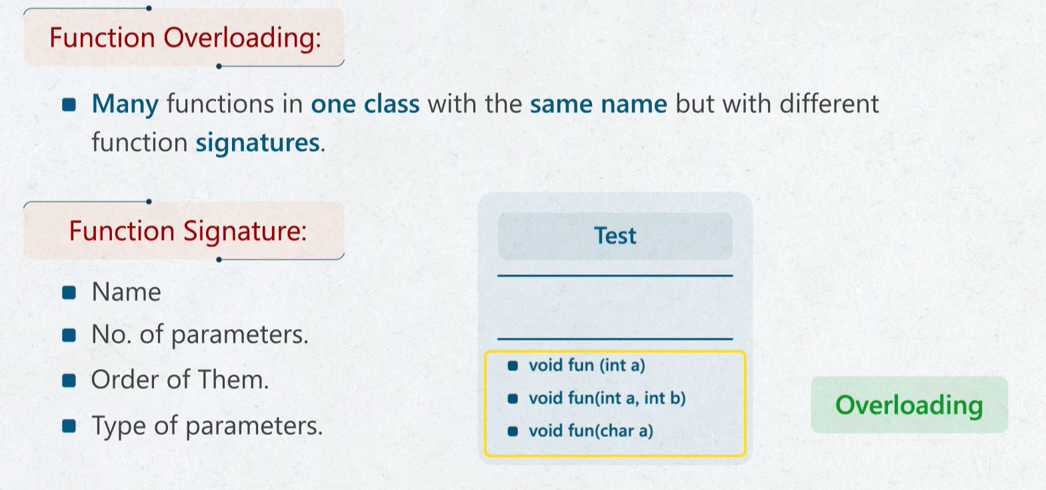 Function Overloading:
Many functions in one class with the same name but with different
function signatures.
Function Signature:
Name
No. of parameters.
Order of Them.
Type of parameters.
Test
void fun (int a)
void fun(int a, int b)
void fun(char a)
Overloading